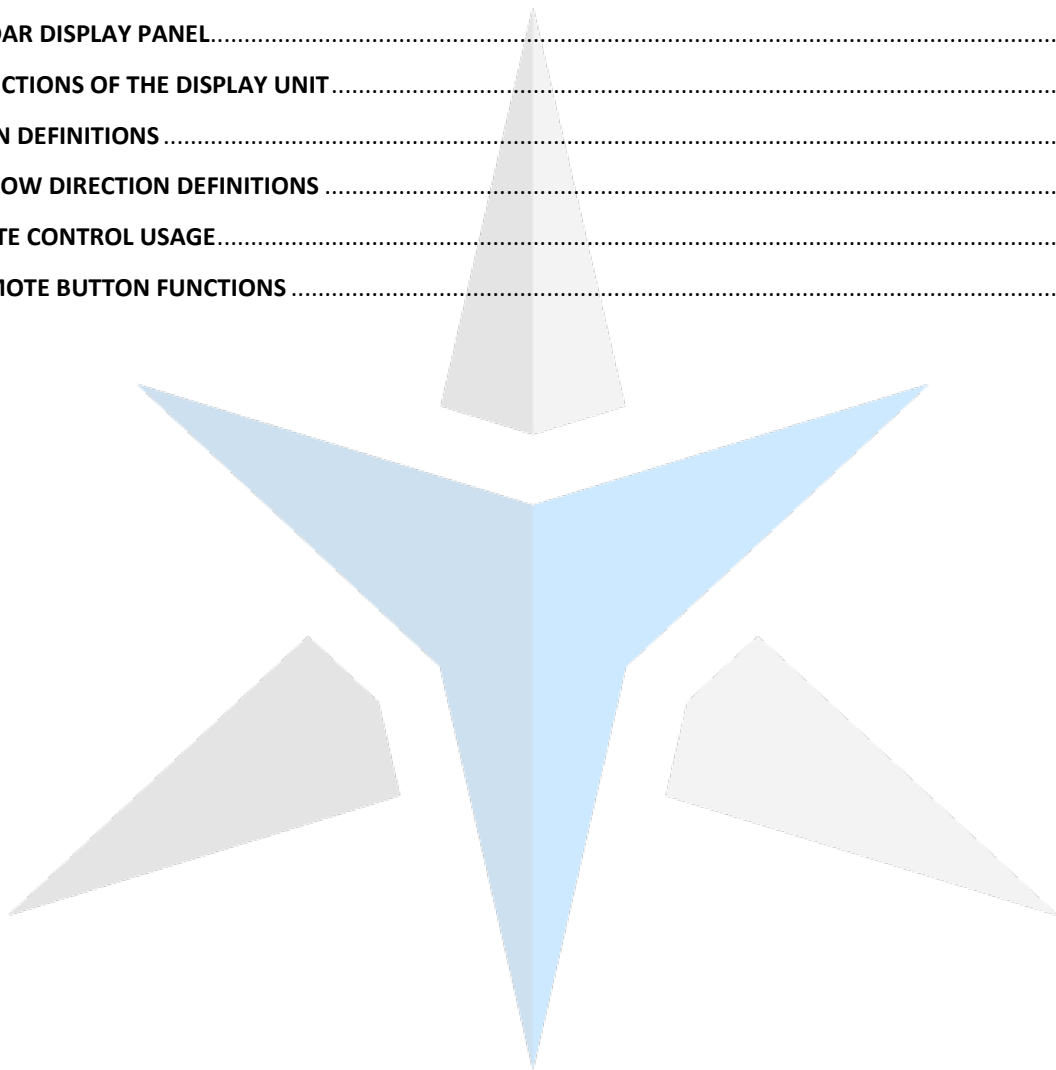 DAR DISPLAY PANEL
CTIONS OF THE DISPLAY UNIT
N DEFINITIONS
OW DIRECTION DEFINITIONS
TE CONTROL USAGE
MOTE BUTTON FUNCTIONS